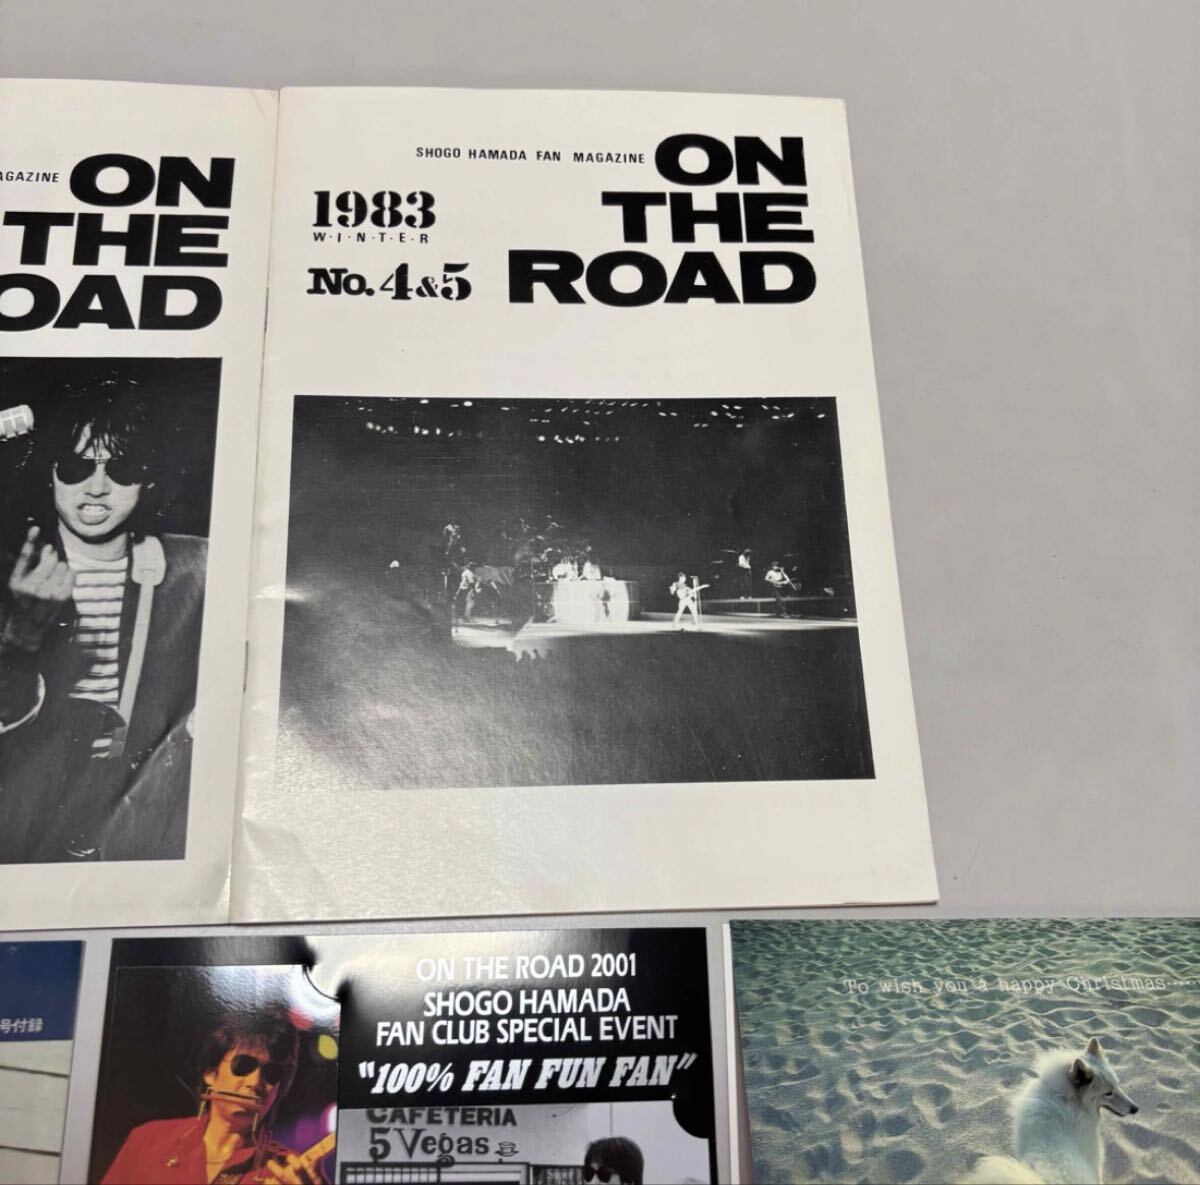 AGAZINE ON
THE
OAD
SHOGO HAMADA FAN MAGAZINE ON
THE
ROAD
1983
W·I·N·T·E·R
No. 4&5
号付録
ON THE ROAD 2001
SHOGO HAMADA
FAN CLUB SPECIAL EVENT
"100% FAN FUN FAN"
CAFETERIA
5 Vegas
To wish you a happy Christmas.....